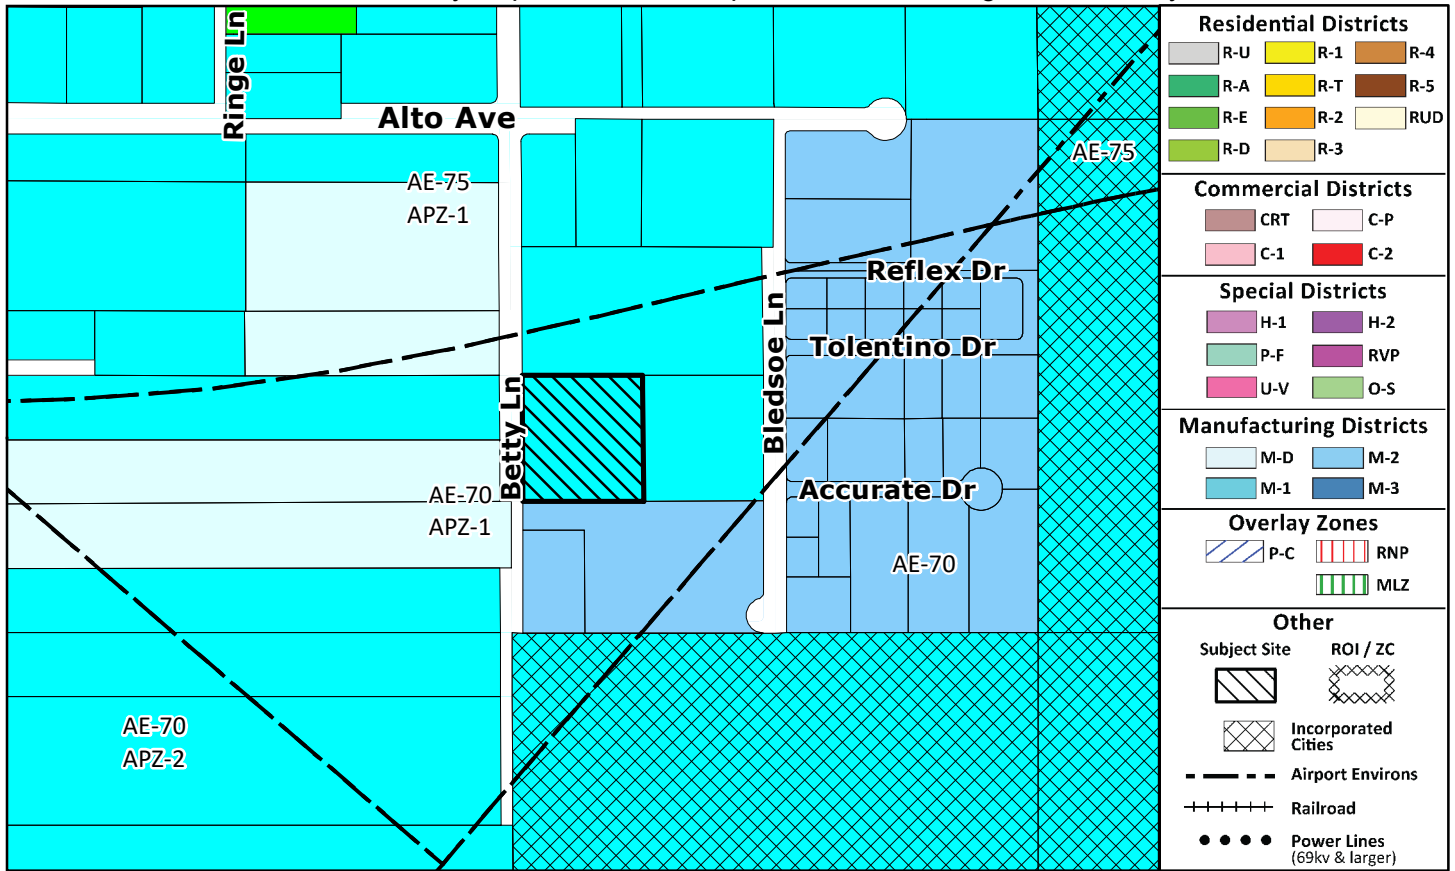 Ringe Ln
Alto Ave
AE-75
AE-75
APZ-1
Reflex Dr
Bledsoe Ln
Tolentino Dr
Betty Ln
AE-70
APZ-1
Accurate Dr
AE-70
AE-70
APZ-2
Residential Districts
R-U R-1 R-4
R-A R-T R-5
R-E R-2 RUD
R-D R-3
Commercial Districts
CRT C-P
C-1 C-2
Special Districts
H-1 H-2
P-F RVP
U-V O-S
Manufacturing Districts
M-D M-2
M-1 M-3
Overlay Zones
P-C RNP
MLZ
Other
Subject Site ROI / ZC
Incorporated
Cities
Airport Environs
Railroad
Power Lines
(69kv & larger)